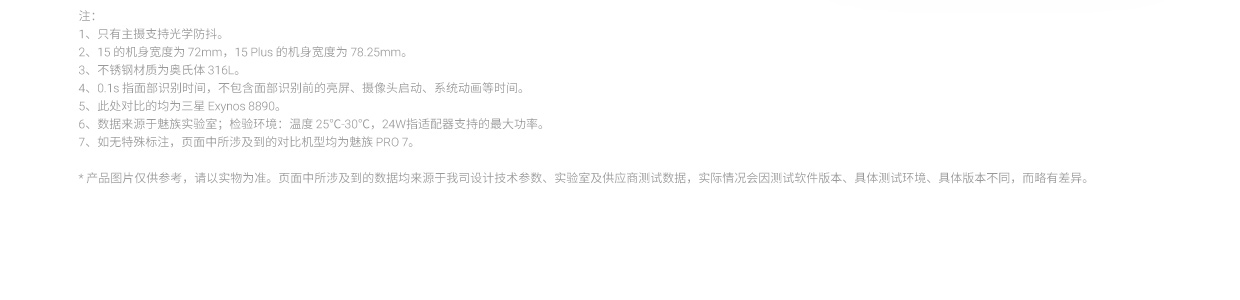 注：
1、只有主摄支持光学防抖。
2、15 的机身宽度为 72mm，15 Plus 的机身宽度为 78.25mm。
3、不锈钢材质为奥氏体 316L。
4、0.1s 指面部识别时间，不包含面部识别前的亮屏、摄像头启动、系统动画等时间。
5、此处对比的均为三星 Exynos 8890。
6、数据来源于魅族实验室；检验环境：温度 25℃-30℃，24W指适配器支持的最大功率。
7、如无特殊标注，页面中所涉及到的对比机型均为魅族 PRO 7。
* 产品图片仅供参考，请以实物为准。页面中所涉及到的数据均来源于我司设计技术参数、实验室及供应商测试数据，实际情况会因测试软件版本、具体测试环境、具体版本不同，而略有差异。